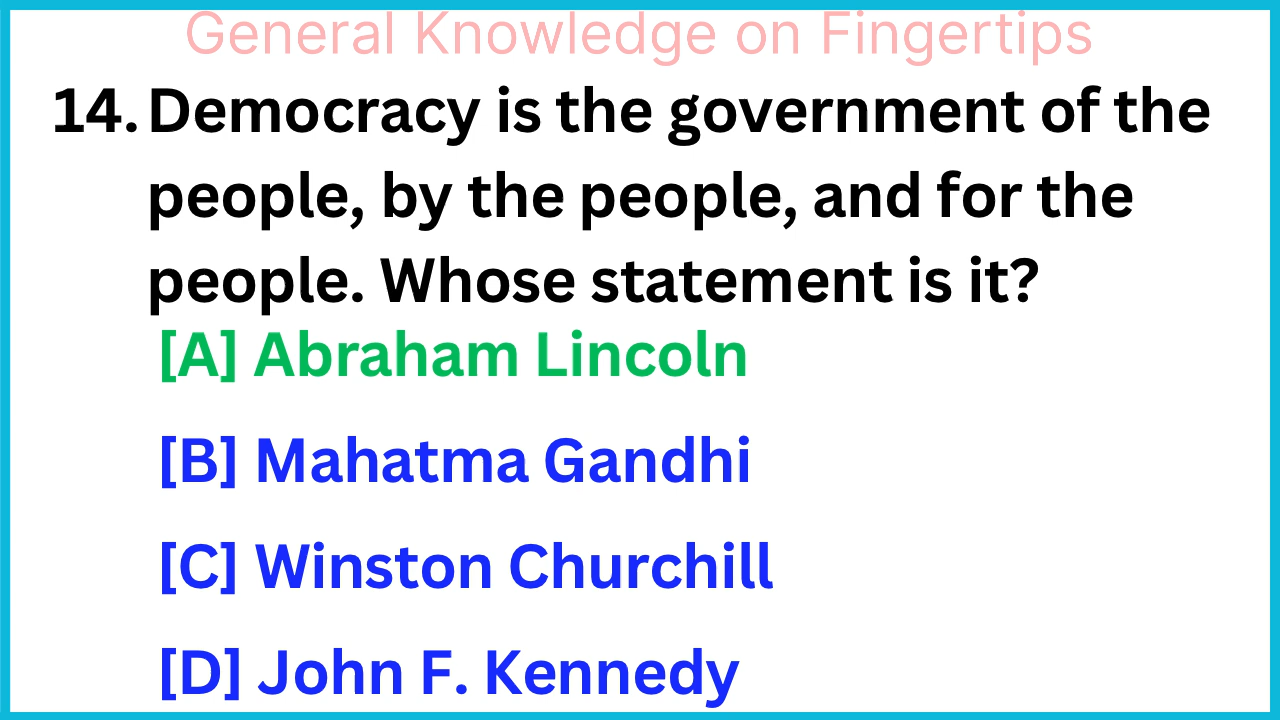 General Knowledge on Fingertips
14. Democracy is the government of the
people, by the people, and for the
people. Whose statement is it?
[A] Abraham Lincoln
[B] Mahatma Gandhi
[C] Winston Churchill
[D] John F. Kennedy